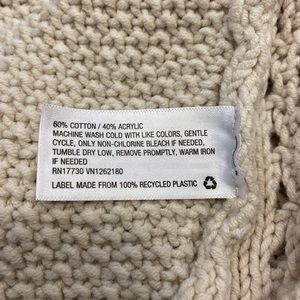 60% COTTON / 40% ACRYLIC
MACHINE WASH COLD WITH LIKE COLORS, GENTLE
CYCLE, ONLY NON-CHLORINE BLEACH IF NEEDED,
TUMBLE DRY LOW, REMOVE PROMPTLY, WARM IRON
IF NEEDED
RN17730 VN1262180
LABEL MADE FROM 100% RECYCLED PLASTIC